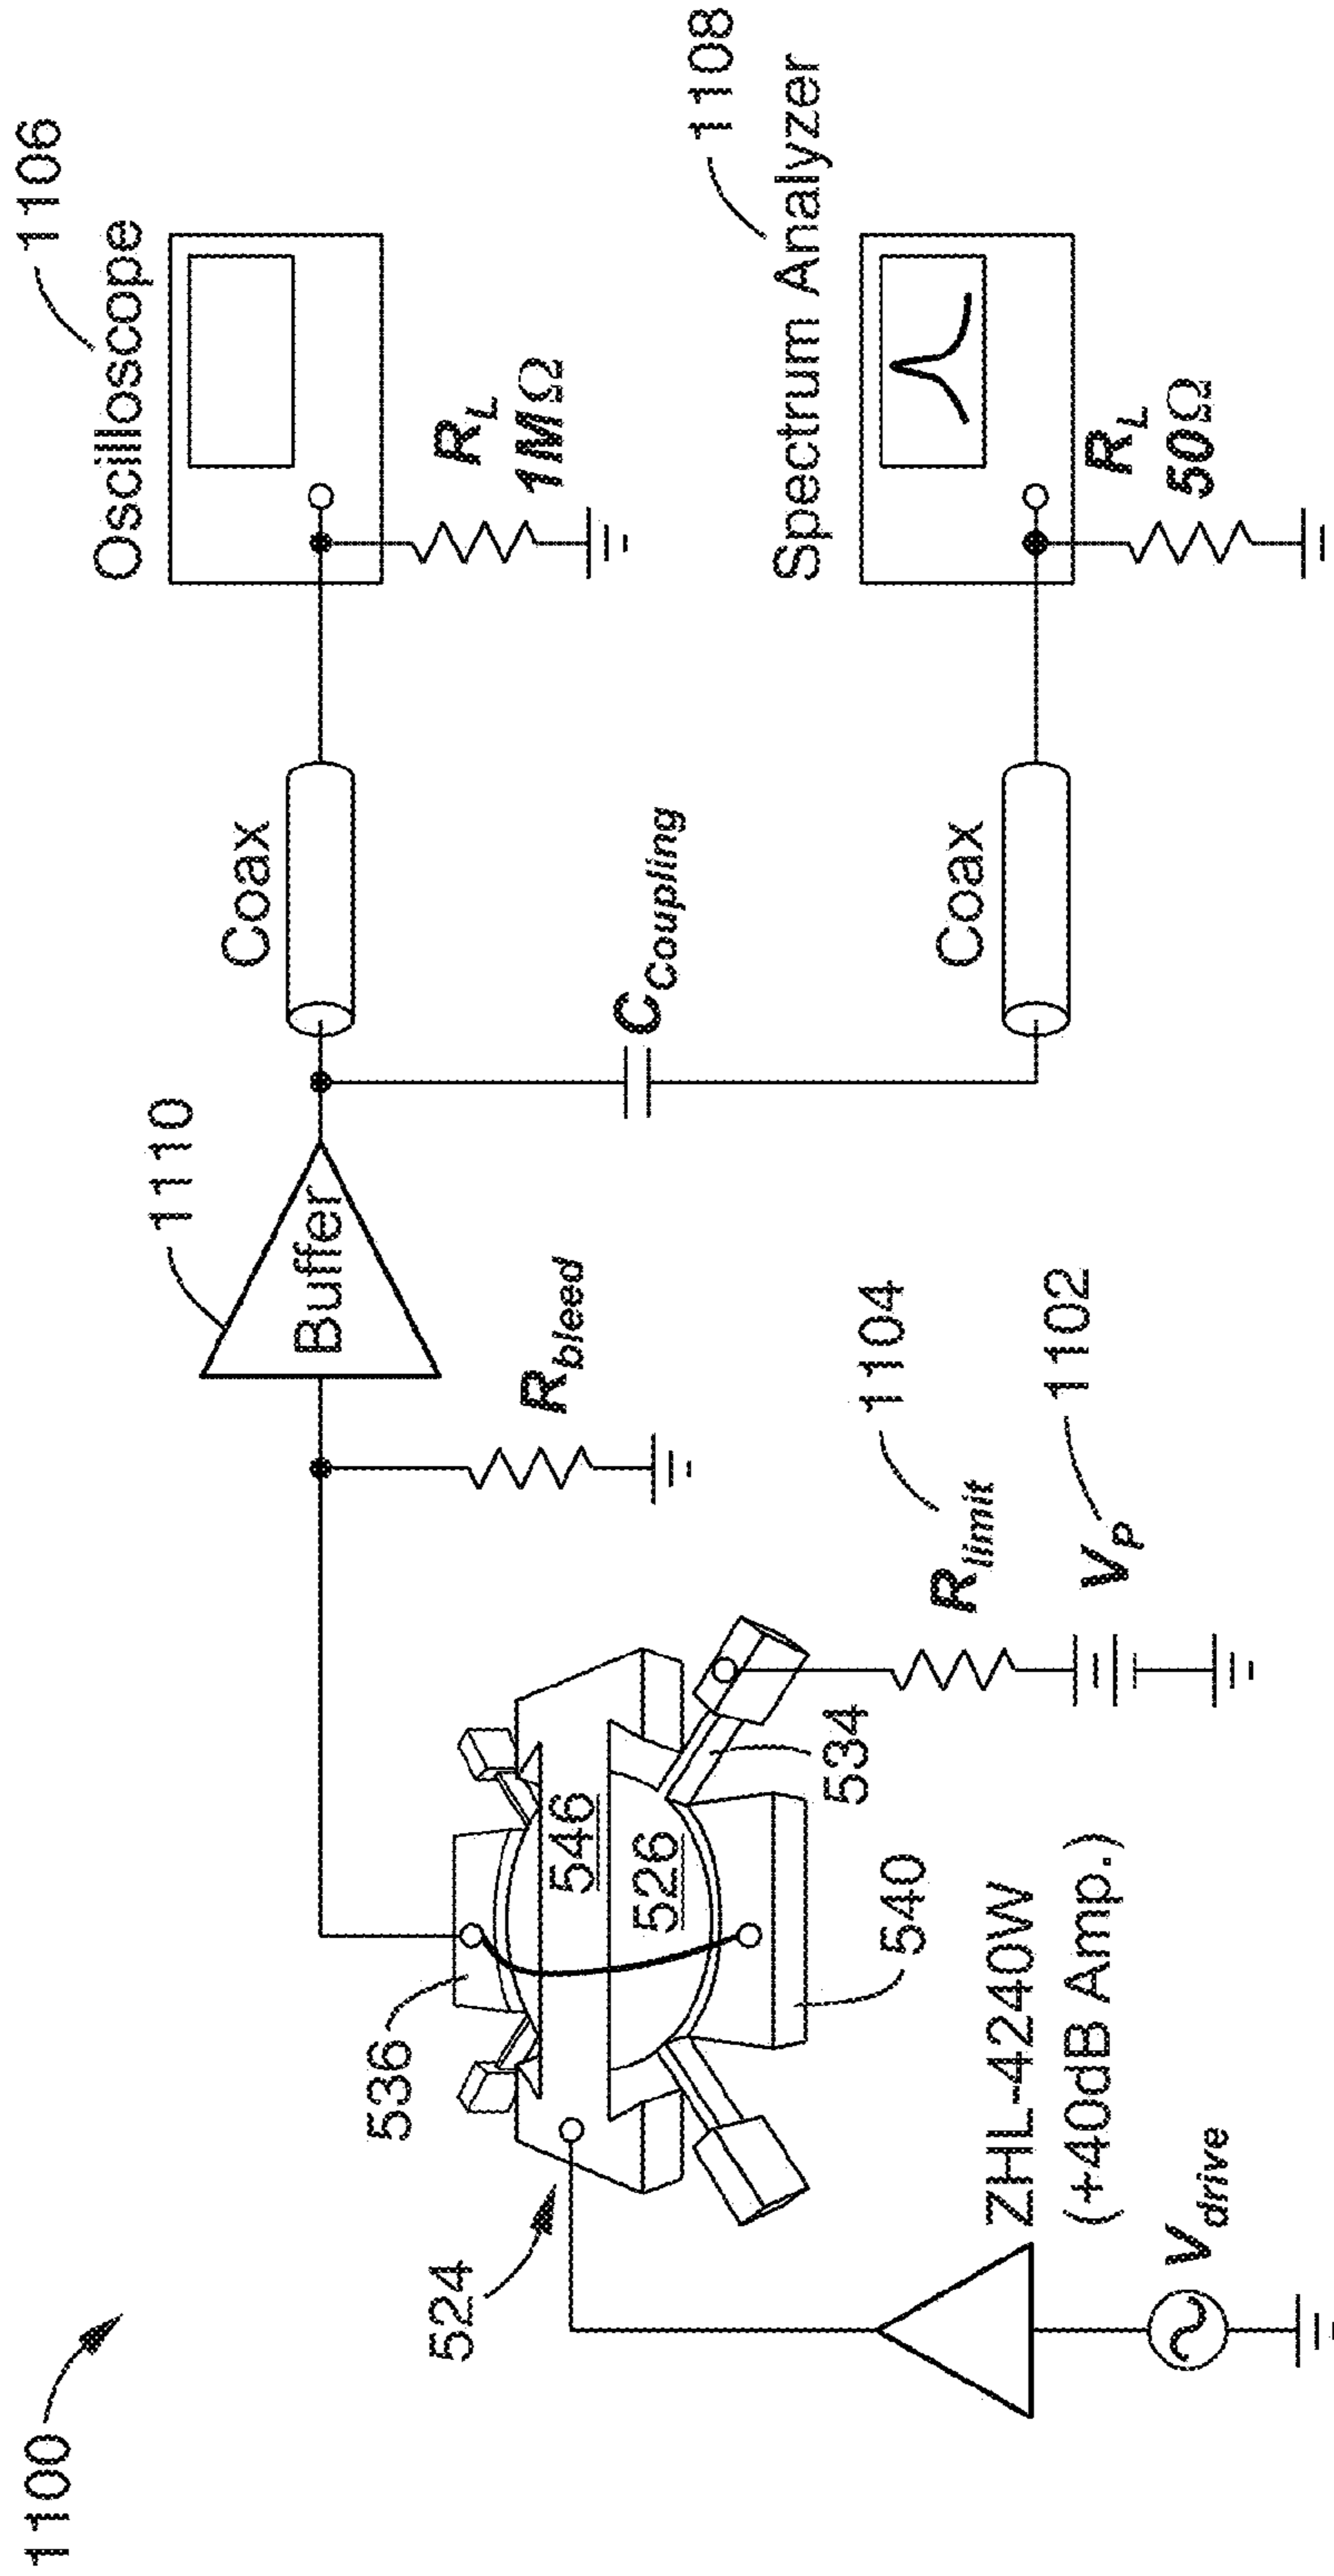 1100
524
536
546
526
534
540
ZHL-4240W
(+40dB Amp.)
V_drive
R_limit
1104
V_P
1102
R_bleed
Buffer
1110
C_Coupling
Coax
Coax
Oscilloscope
1106
R_L
1MΩ
Spectrum Analyzer
1108
R_L
50Ω